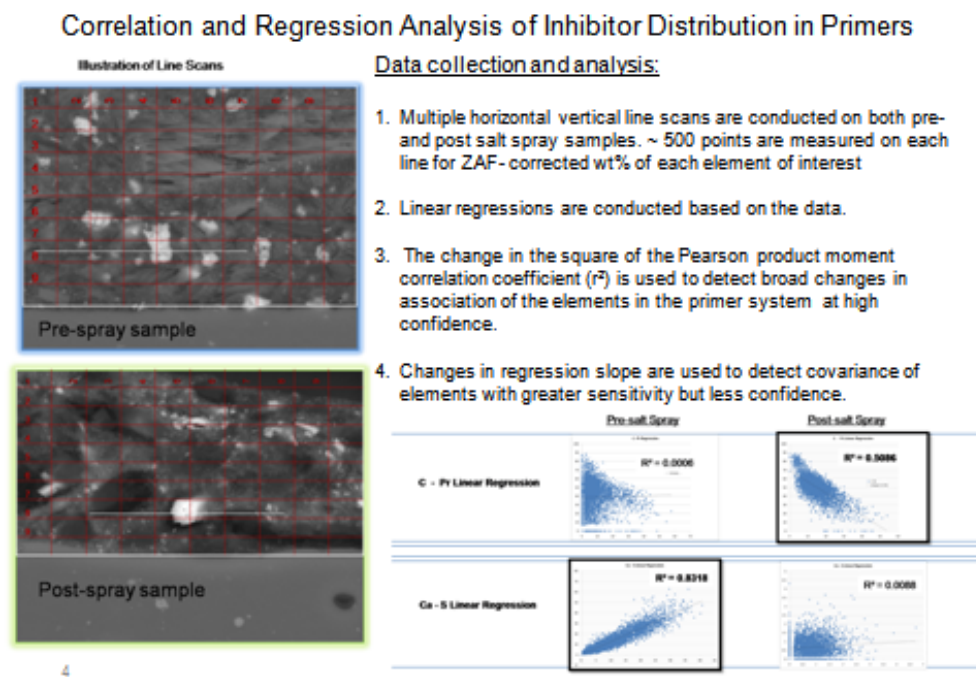 Correlation and Regression Analysis of Inhibitor Distribution in Primers
Illustration of Line Scans
Pre-spray sample
Post-spray sample
Data collection and analysis:
1. Multiple horizontal vertical line scans are conducted on both pre-
and post salt spray samples. ~ 500 points are measured on each
line for ZAF- corrected wt% of each element of interest
2. Linear regressions are conducted based on the data.
3. The change in the square of the Pearson product moment
correlation coefficient (r²) is used to detect broad changes in
association of the elements in the primer system at high
confidence.
4. Changes in regression slope are used to detect covariance of
elements with greater sensitivity but less confidence.
Pre-salt Spray
Post-salt Spray
C - Pr Linear Regression
R² = 0.0006
R² = 0.5086
Ca - S Linear Regression
R² = 0.8318
R² = 0.0088
4